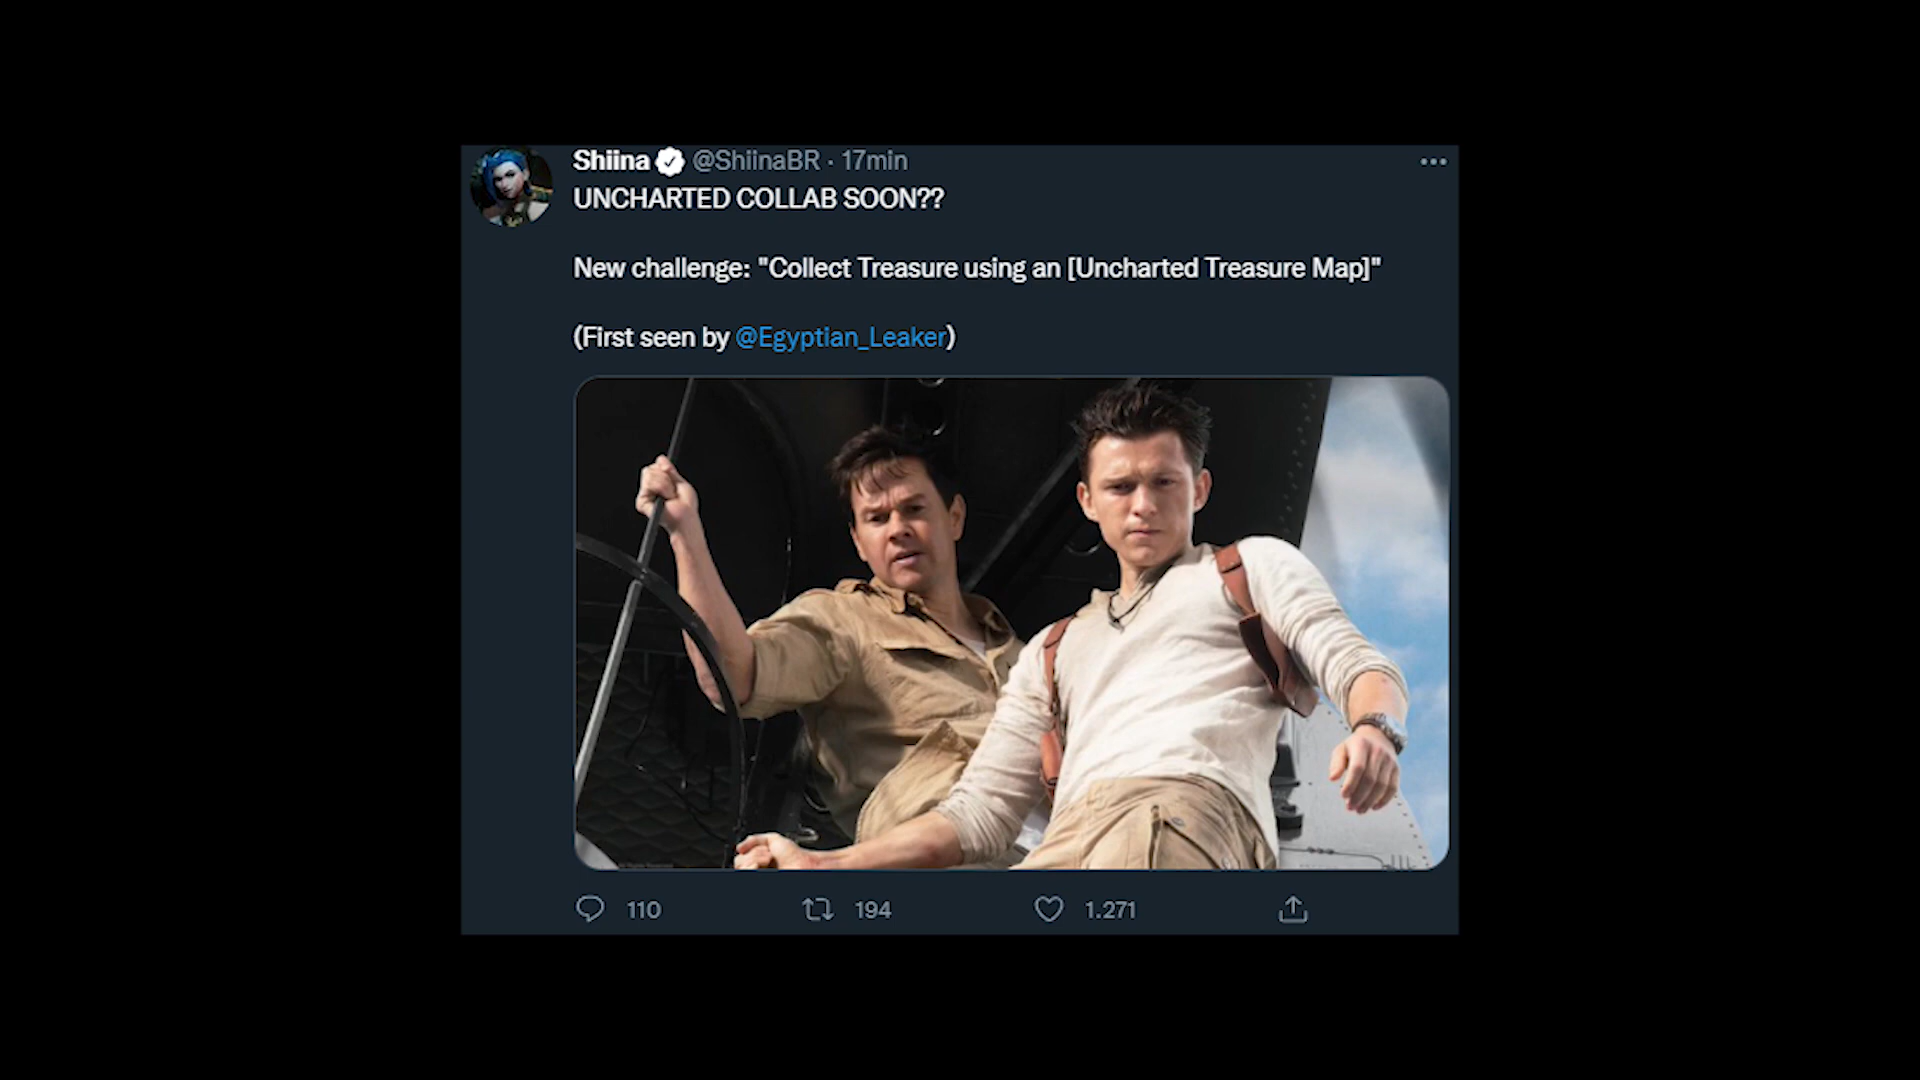 Shiina @ShiinaBR · 17min
UNCHARTED COLLAB SOON??
New challenge: "Collect Treasure using an [Uncharted Treasure Map]"
(First seen by @Egyptian_Leaker)
110 194 1.271